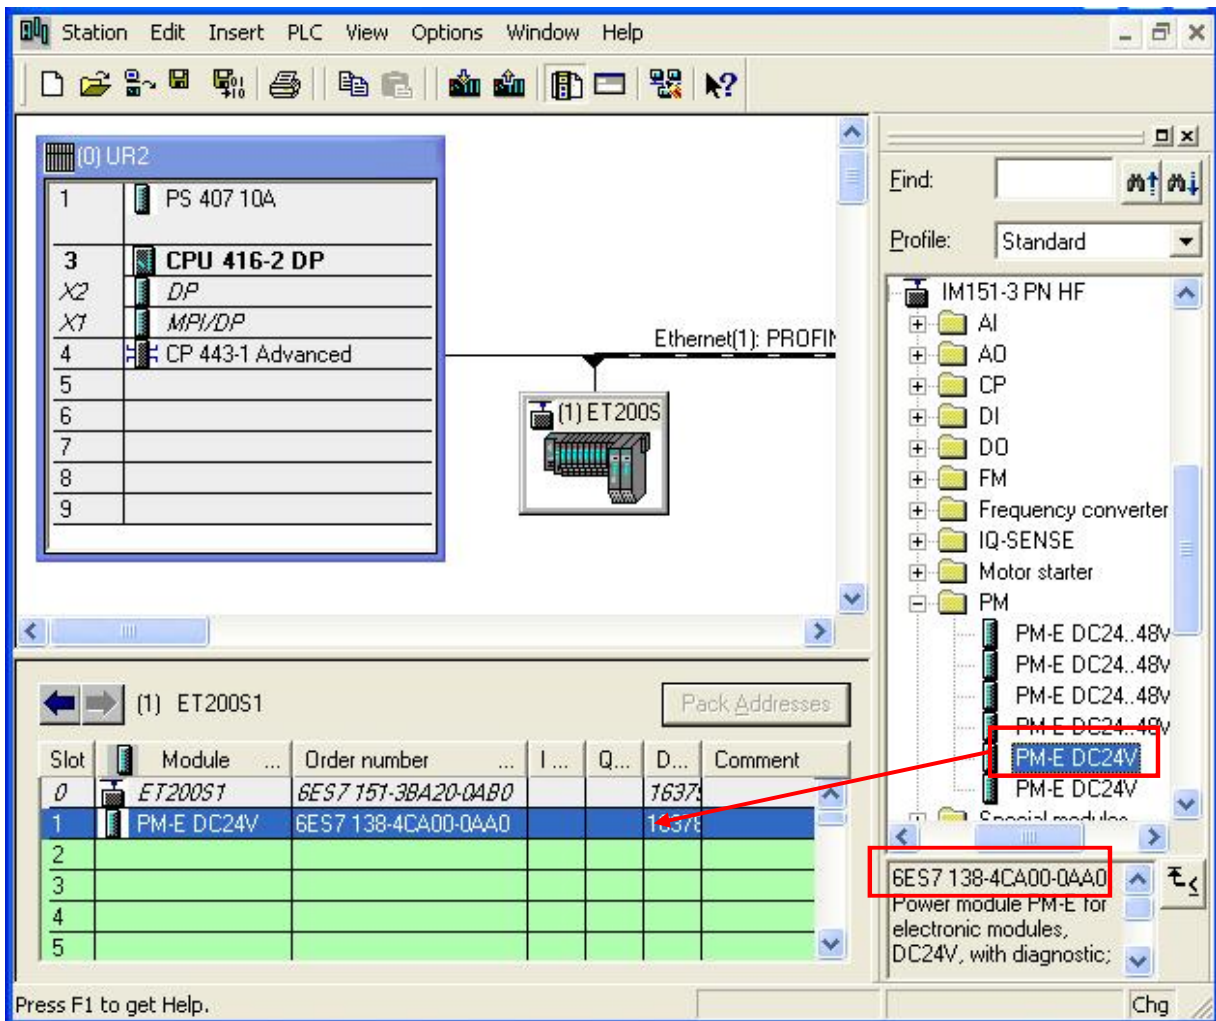 Station Edit Insert PLC View Options Window Help
(0) UR2
1 PS 407 10A
3 CPU 416-2 DP
X2 DP
X1 MPI/DP
4 CP 443-1 Advanced
5
6
7
8
9
Ethernet(1): PROFIN
(1) ET200S
(1) ET200S1
Pack Addresses
Slot Module ... Order number ... I ... Q... D... Comment
0 ET200S1 6ES7 151-3BA20-0AB0 1637
1 PM-E DC24V 6ES7 138-4CA00-0AA0
2
3
4
5
Find:
Profile: Standard
IM151-3 PN HF
AI
AO
CP
DI
DO
FM
Frequency converter
IQ-SENSE
Motor starter
PM
PM-E DC24..48V
PM-E DC24..48V
PM-E DC24..48V
PM-E DC24..48V
PM-E DC24V
PM-E DC24V
Special modules
6ES7 138-4CA00-0AA0
Power module PM-E for
electronic modules,
DC24V, with diagnostic;
Press F1 to get Help.
Chg